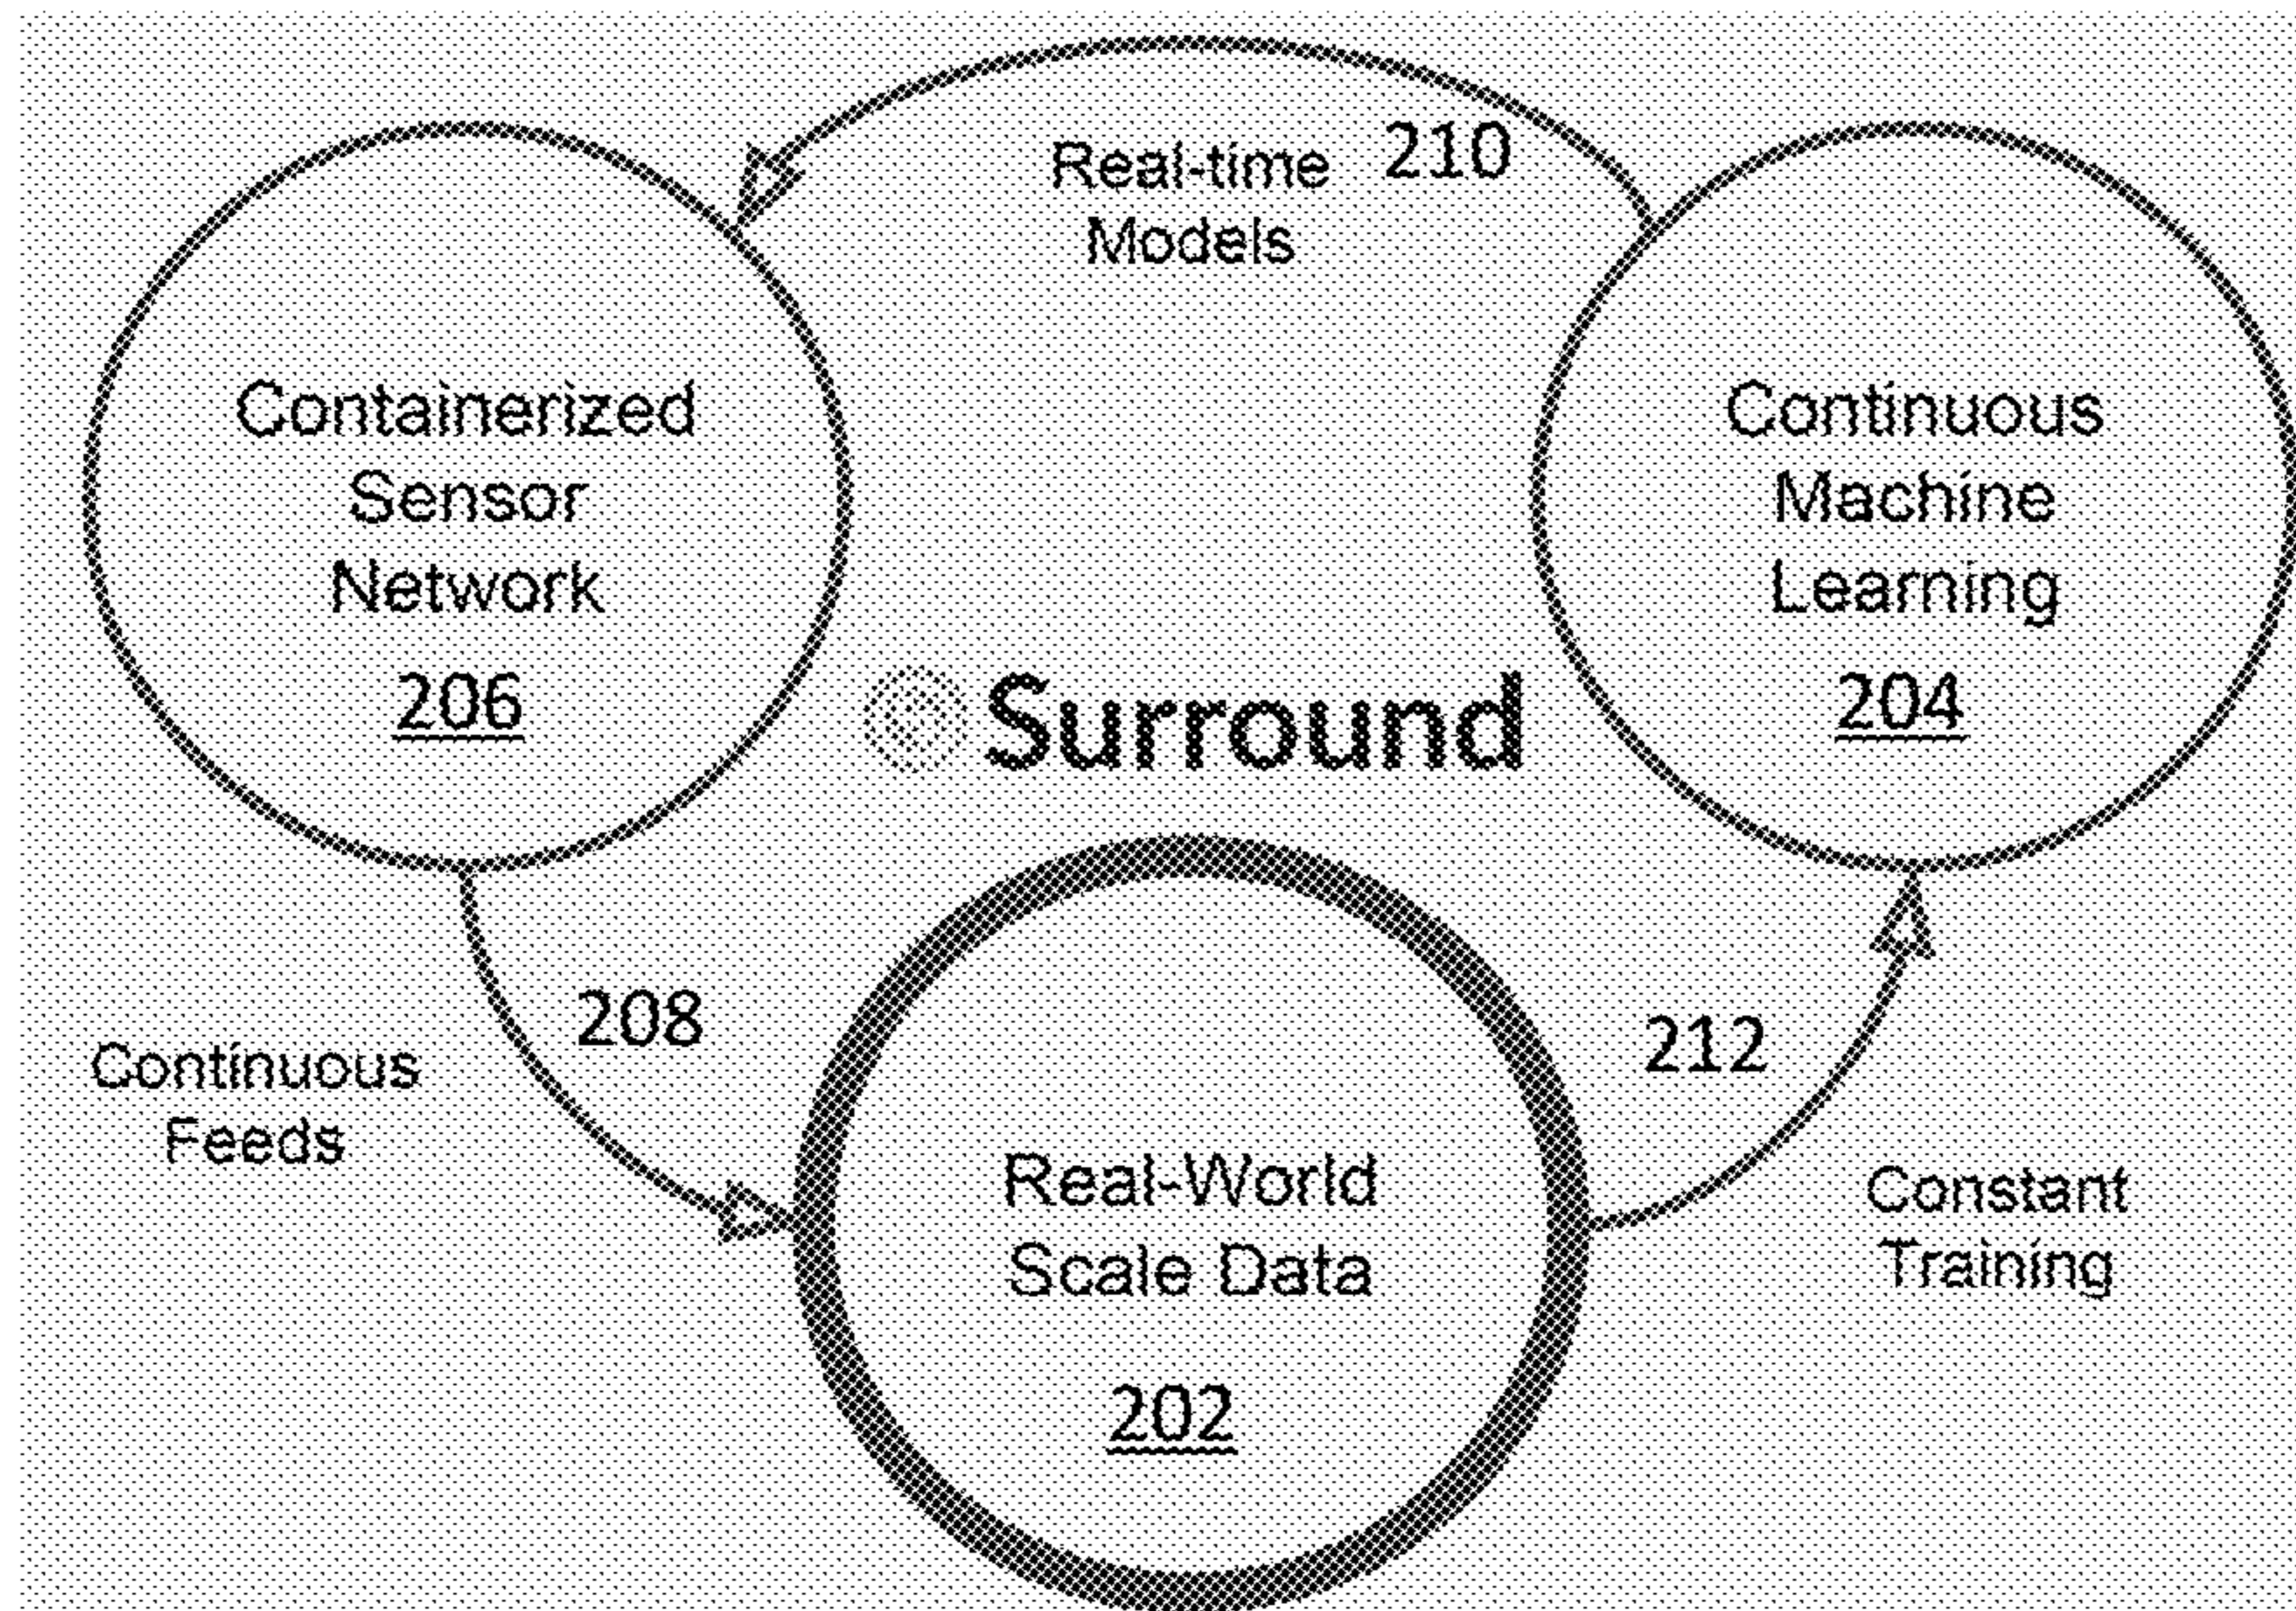 Real-time 210
Models
Containerized
Sensor
Network
206
Continuous
Machine
Learning
204
Surround
208
Continuous
Feeds
212
Constant
Training
Real-World
Scale Data
202